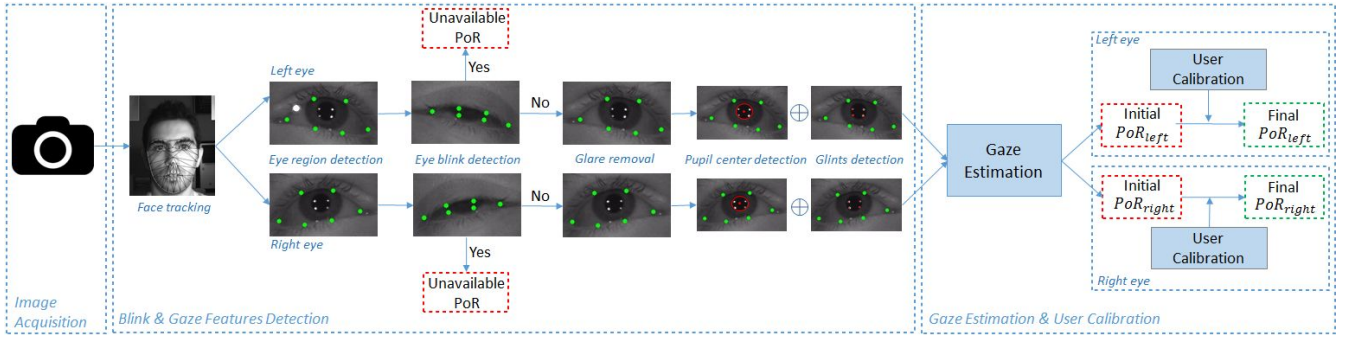 Image
Acquisition
Face tracking
Left eye
Eye region detection
Right eye
Unavailable
PoR
Yes
Eye blink detection
Yes
Unavailable
PoR
No
No
Glare removal
Pupil center detection
Glints detection
Blink & Gaze Features Detection
Gaze
Estimation
Left eye
User
Calibration
Initial
PoR_left
Final
PoR_left
Initial
PoR_right
Final
PoR_right
User
Calibration
Right eye
Gaze Estimation & User Calibration